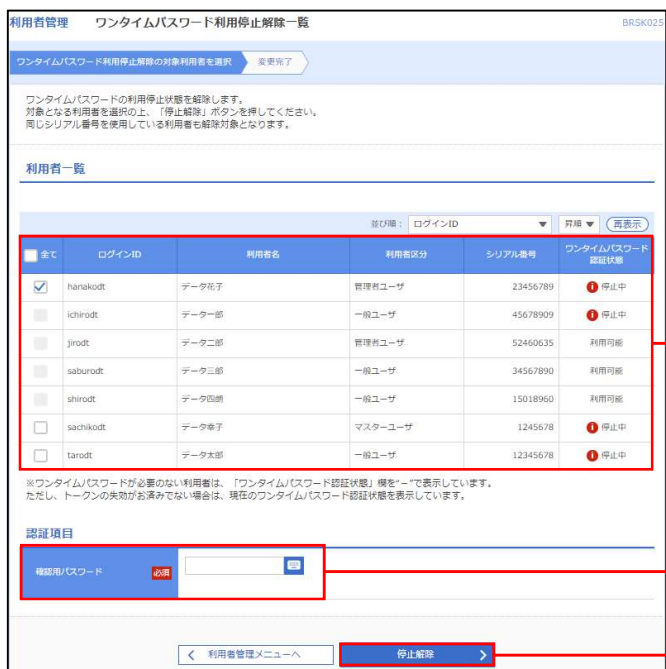 利用者管理 ワンタイムパスワード利用停止解除一覧 BRSK025
ワンタイムパスワード利用停止解除の対象利用者を選択 変更完了
ワンタイムパスワードの利用停止状態を解除します。
対象となる利用者を選択の上、「停止解除」ボタンを押してください。
同じシリアル番号を使用している利用者も解除対象となります。
利用者一覧
並び順： ログインID 昇順 再表示
全て ログインID 利用者名 利用者区分 シリアル番号 ワンタイムパスワード
認証状態
hanakodt データ花子 管理者ユーザ 23456789 停止中
ichirodt データ一郎 一般ユーザ 45678909 停止中
jirodt データ二郎 管理者ユーザ 52460635 利用可能
saburodt データ三郎 一般ユーザ 34567890 利用可能
shirodt データ四朗 一般ユーザ 15018960 利用可能
sachikodt データ幸子 マスターユーザ 1245678 停止中
tarodt データ太郎 一般ユーザ 12345678 停止中
※ワンタイムパスワードが必要のない利用者は、「ワンタイムパスワード認証状態」欄を"－"で表示しています。
ただし、トークンの失効がお済みでない場合は、現在のワンタイムパスワード認証状態を表示しています。
認証項目
確認用パスワード 必須
利用者管理メニューへ 停止解除